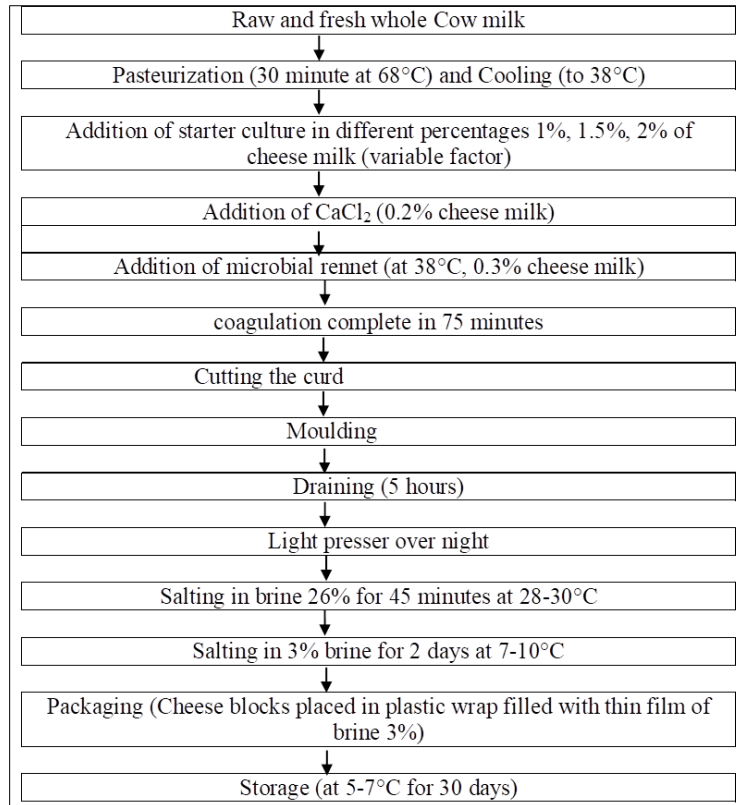 Raw and fresh whole Cow milk
Pasteurization (30 minute at 68°C) and Cooling (to 38°C)
Addition of starter culture in different percentages 1%, 1.5%, 2% of
cheese milk (variable factor)
Addition of CaCl₂ (0.2% cheese milk)
Addition of microbial rennet (at 38°C, 0.3% cheese milk)
coagulation complete in 75 minutes
Cutting the curd
Moulding
Draining (5 hours)
Light presser over night
Salting in brine 26% for 45 minutes at 28-30°C
Salting in 3% brine for 2 days at 7-10°C
Packaging (Cheese blocks placed in plastic wrap filled with thin film of
brine 3%)
Storage (at 5-7°C for 30 days)